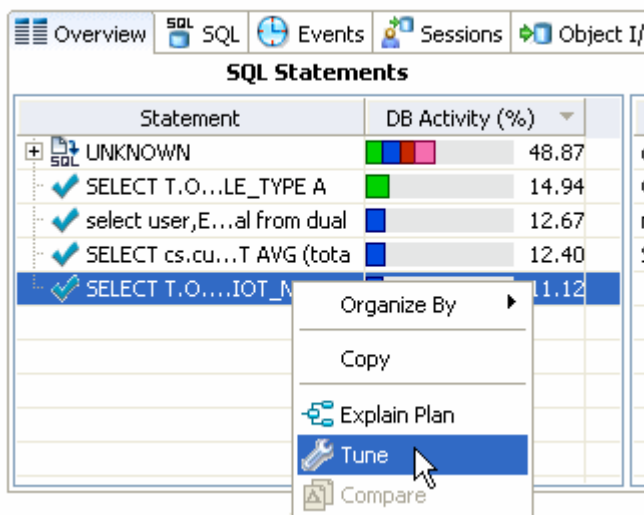 Overview SQL SQL Events Sessions Object I/
SQL Statements
Statement DB Activity (%)
SQL UNKNOWN 48.87
SELECT T.O...LE_TYPE A 14.94
select user,E...al from dual 12.67
SELECT cs.cu...T AVG (tota 12.40
SELECT T.O....IOT_N 11.12
Organize By
Copy
Explain Plan
Tune
Compare